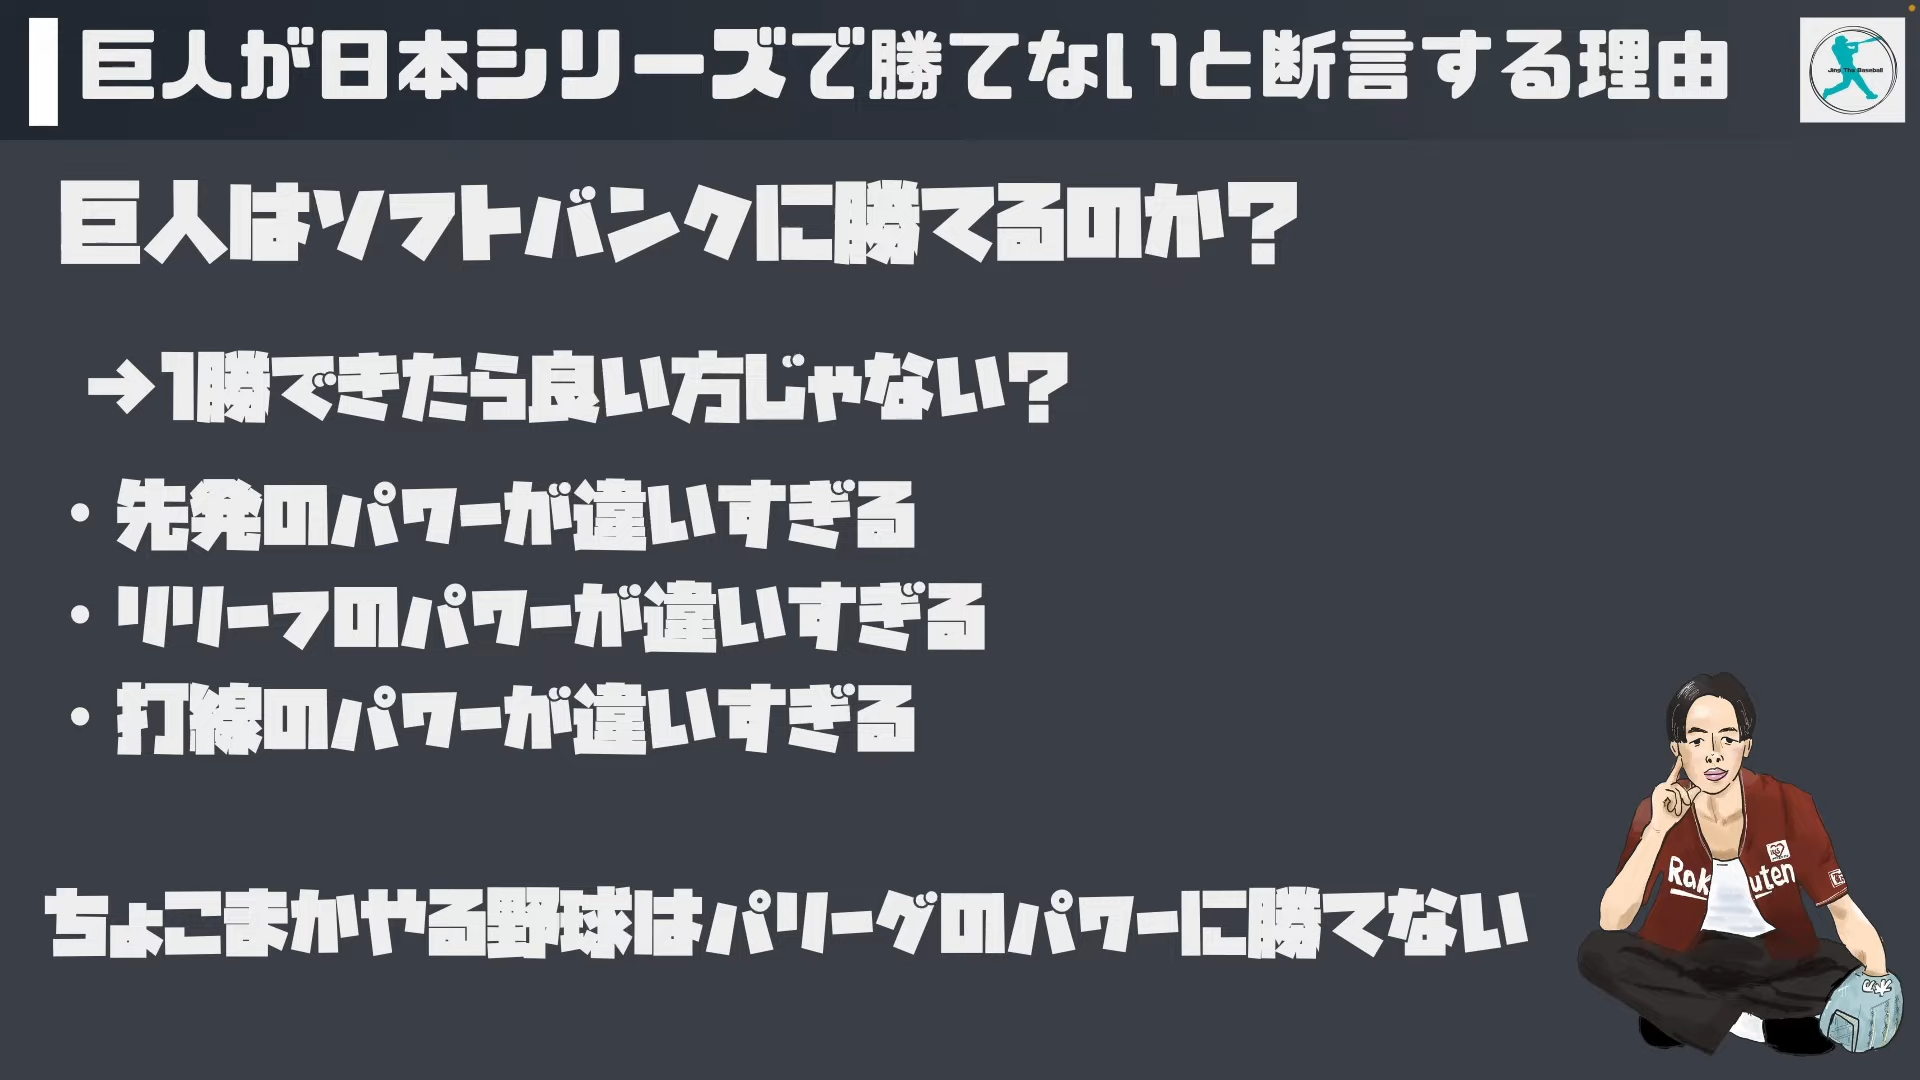 巨人が日本シリーズで勝てないと断言する理由
Jing The Baseball
巨人はソフトバンクに勝てるのか?
→1勝できたら良い方じゃない?
・先発のパワーが違いすぎる
・リリーフのパワーが違いすぎる
・打線のパワーが違いすぎる
ちょこまかやる野球はパリーグのパワーに勝てない